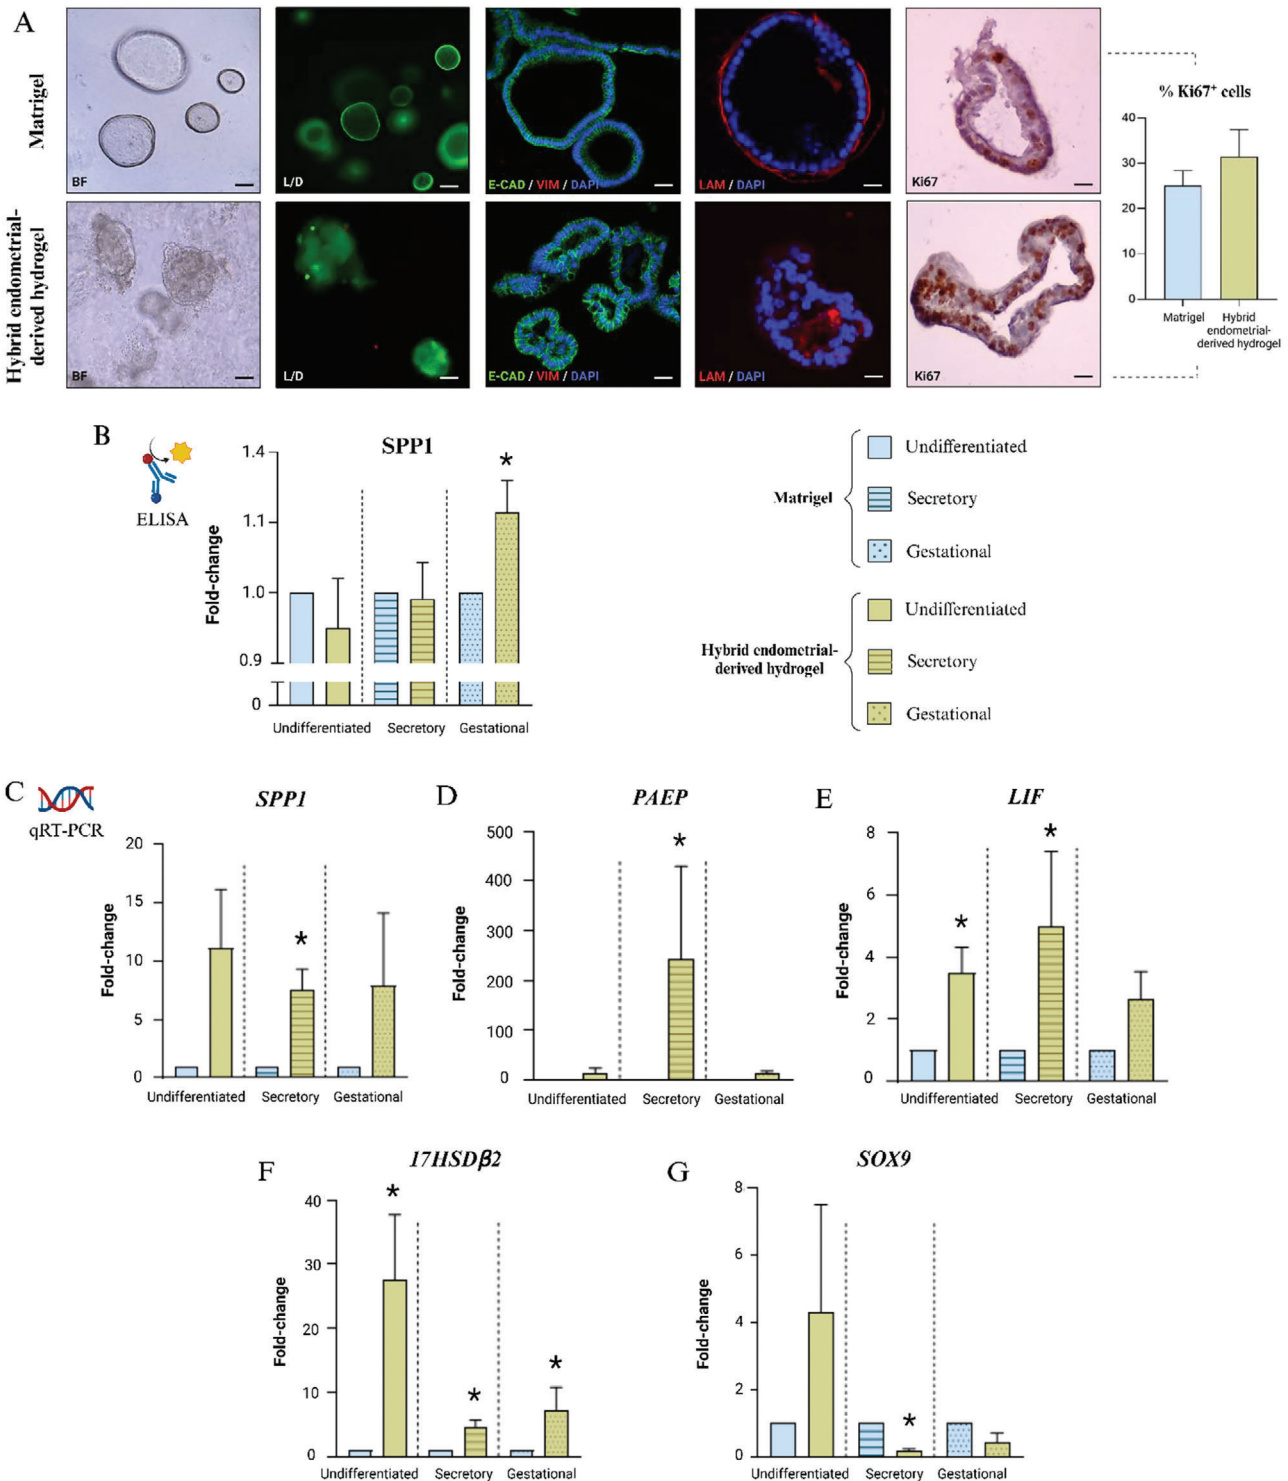 A
Matrigel
BF
L/D
E-CAD / VIM / DAPI
LAM / DAPI
Ki67
% Ki67+ cells
40
30
20
10
0
Matrigel
Hybrid
endometrial-
derived hydrogel
Hybrid endometrial-
derived hydrogel
BF
L/D
E-CAD / VIM / DAPI
LAM / DAPI
Ki67
B
ELISA
SPP1
Fold-change
1.4
1.1
1.0
0.9
0
*
Undifferentiated
Secretory
Gestational
Matrigel
Undifferentiated
Secretory
Gestational
Hybrid endometrial-
derived hydrogel
Undifferentiated
Secretory
Gestational
C
qRT-PCR
SPP1
Fold-change
20
15
10
5
0
*
Undifferentiated
Secretory
Gestational
D
PAEP
Fold-change
500
400
300
200
100
0
*
Undifferentiated
Secretory
Gestational
E
LIF
Fold-change
8
6
4
2
0
*
*
Undifferentiated
Secretory
Gestational
F
17HSDβ2
Fold-change
40
30
20
10
0
*
*
*
Undifferentiated
Secretory
Gestational
G
SOX9
Fold-change
8
6
4
2
0
*
Undifferentiated
Secretory
Gestational